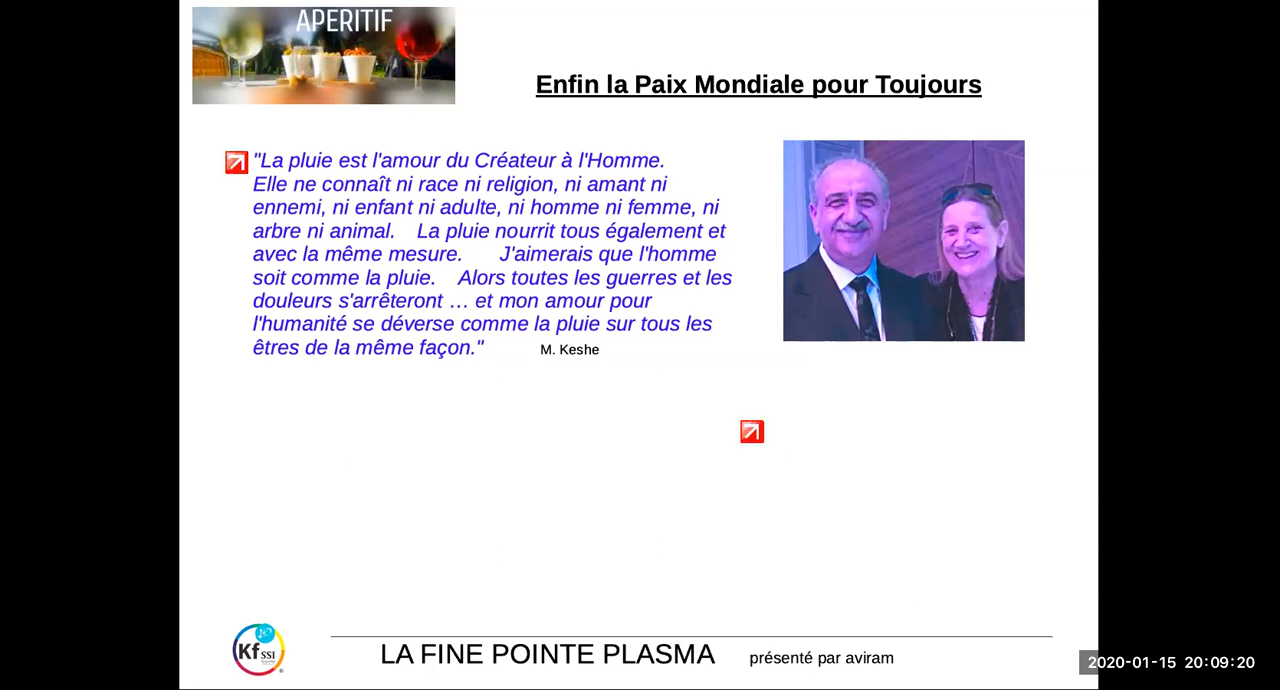 APERITIF
Enfin la Paix Mondiale pour Toujours
"La pluie est l'amour du Créateur à l'Homme.
Elle ne connaît ni race ni religion, ni amant ni
ennemi, ni enfant ni adulte, ni homme ni femme, ni
arbre ni animal. La pluie nourrit tous également et
avec la même mesure. J'aimerais que l'homme
soit comme la pluie. Alors toutes les guerres et les
douleurs s'arrêteront … et mon amour pour
l'humanité se déverse comme la pluie sur tous les
êtres de la même façon." M. Keshe
Kf SSI
LA FINE POINTE PLASMA présenté par aviram
2020-01-15 20:09:20